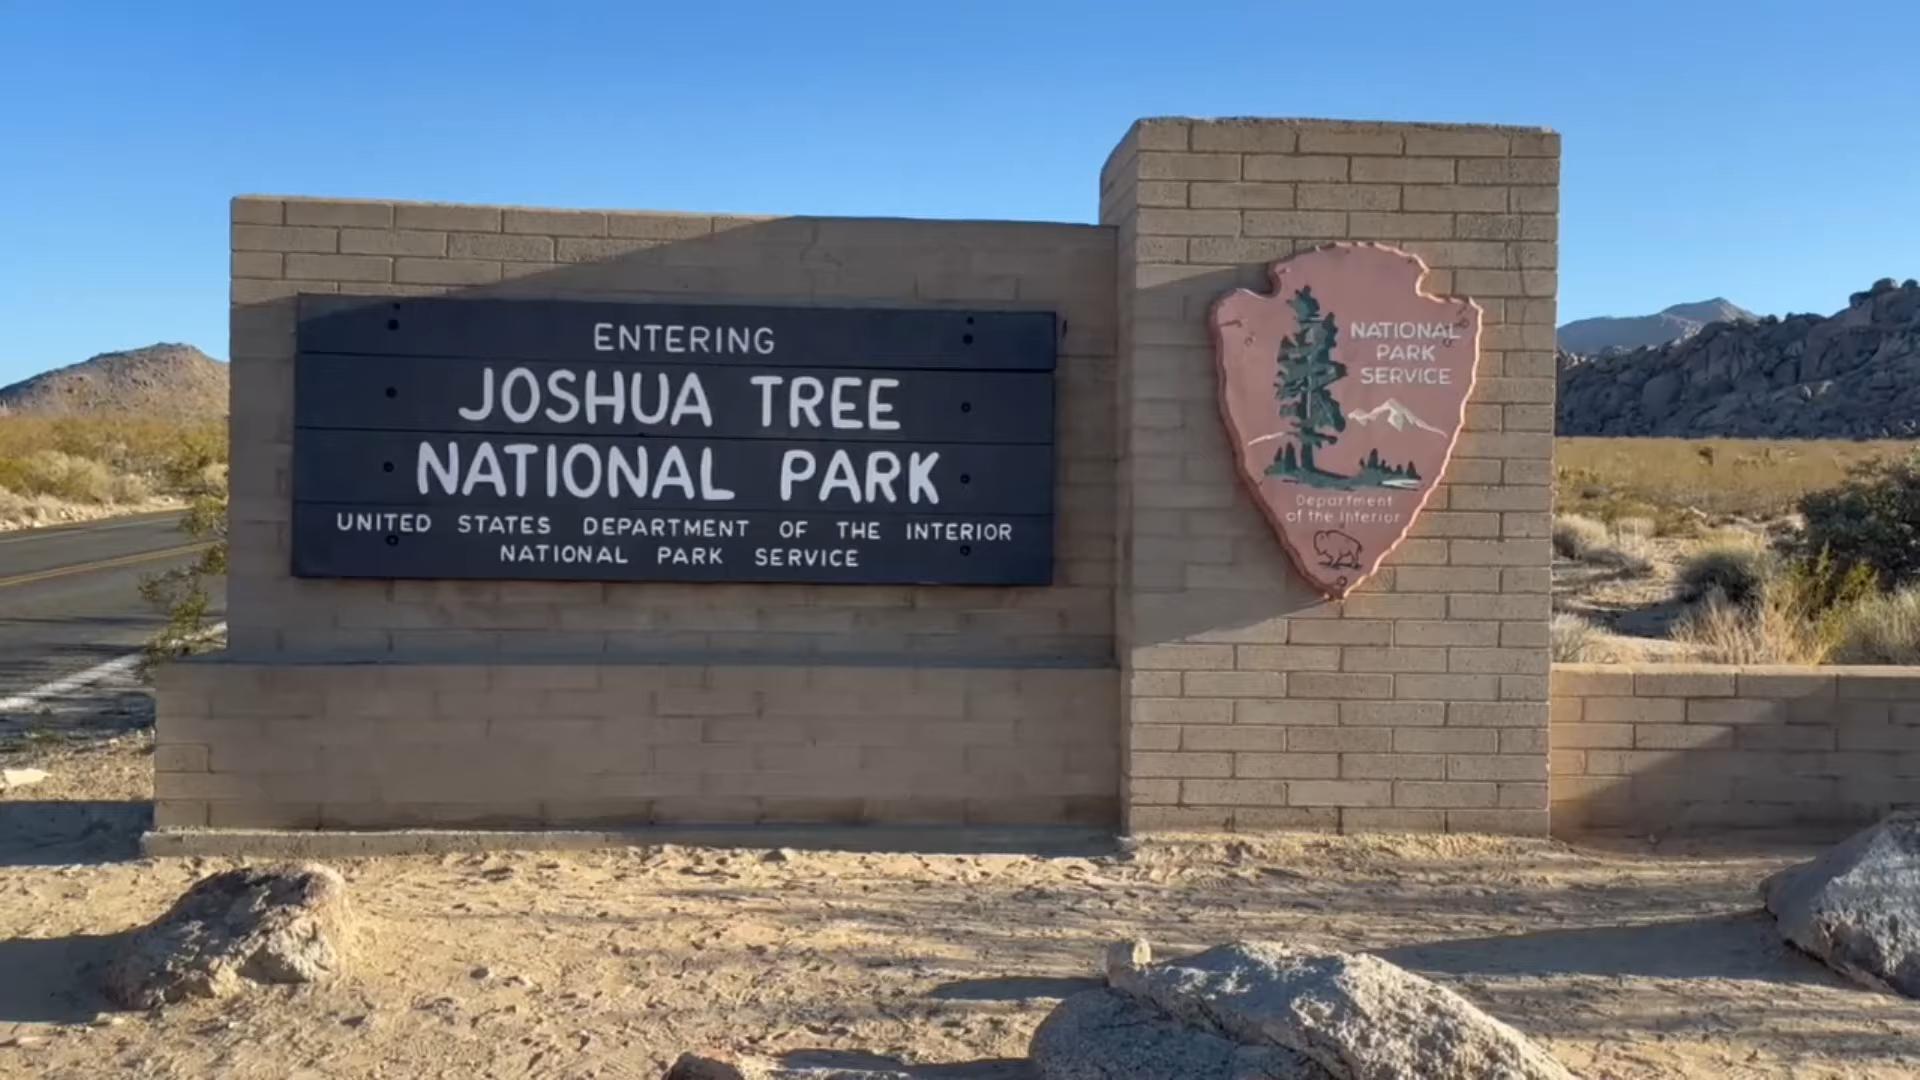 ENTERING
JOSHUA TREE
NATIONAL PARK
UNITED STATES DEPARTMENT OF THE INTERIOR
NATIONAL PARK SERVICE
NATIONAL
PARK
SERVICE
Department
of the Interior